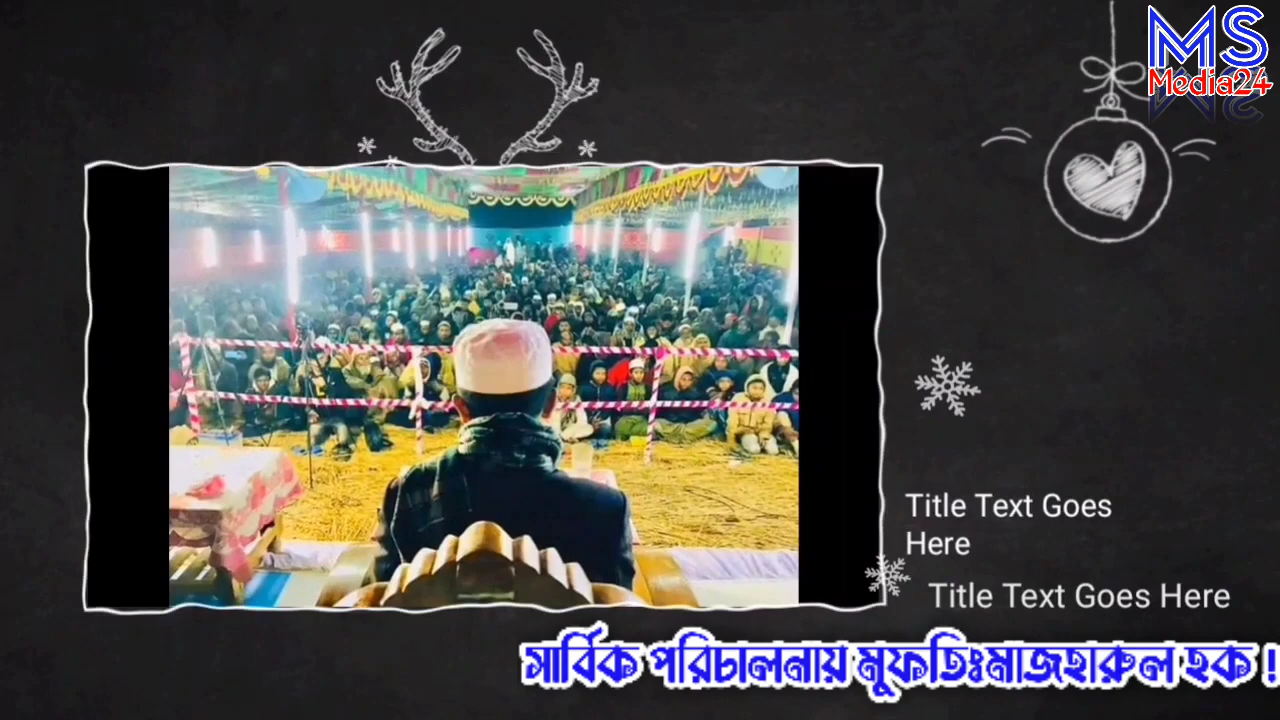 MS
Media24
Title Text Goes
Here
Title Text Goes Here
সার্বিক পরিচালনায় মুফতিঃমাজহারুল হক !